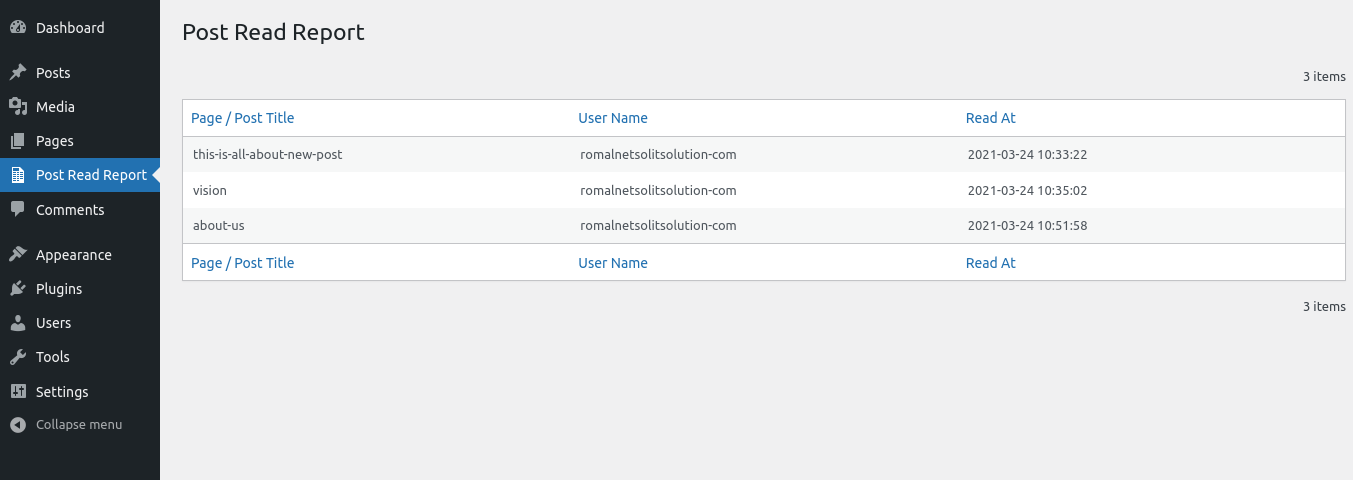 Dashboard
Posts
Media
Pages
Post Read Report
Comments
Appearance
Plugins
Users
Tools
Settings
Collapse menu
Post Read Report
3 items
Page / Post Title User Name Read At
this-is-all-about-new-post romalnetsolitsolution-com 2021-03-24 10:33:22
vision romalnetsolitsolution-com 2021-03-24 10:35:02
about-us romalnetsolitsolution-com 2021-03-24 10:51:58
Page / Post Title User Name Read At
3 items